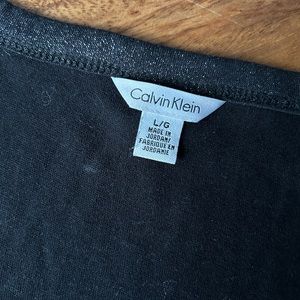 Calvin Klein
L/G
MADE IN
JORDAN/
FABRIQUÉ EN
JORDANIE